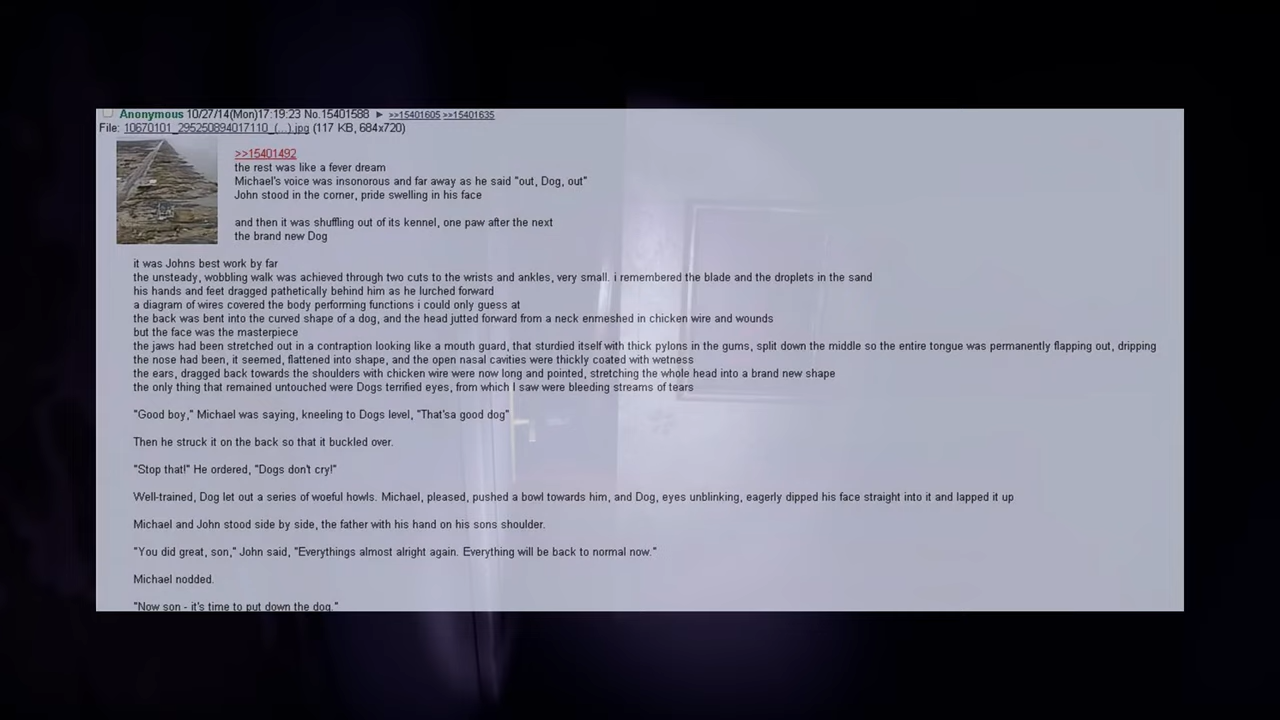 Anonymous 10/27/14(Mon)17:19:23 No.15401588 ▶ >>15401605 >>15401635
File: 10670101_295250894017110_(...).jpg (117 KB, 684x720)
>>15401492
the rest was like a fever dream
Michael's voice was insonorous and far away as he said "out, Dog, out"
John stood in the corner, pride swelling in his face
and then it was shuffling out of its kennel, one paw after the next
the brand new Dog
it was Johns best work by far
the unsteady, wobbling walk was achieved through two cuts to the wrists and ankles, very small. i remembered the blade and the droplets in the sand
his hands and feet dragged pathetically behind him as he lurched forward
a diagram of wires covered the body performing functions i could only guess at
the back was bent into the curved shape of a dog, and the head jutted forward from a neck enmeshed in chicken wire and wounds
but the face was the masterpiece
the jaws had been stretched out in a contraption looking like a mouth guard, that sturdied itself with thick pylons in the gums, split down the middle so the entire tongue was permanently flapping out, dripping
the nose had been, it seemed, flattened into shape, and the open nasal cavities were thickly coated with wetness
the ears, dragged back towards the shoulders with chicken wire were now long and pointed, stretching the whole head into a brand new shape
the only thing that remained untouched were Dogs terrified eyes, from which I saw were bleeding streams of tears
"Good boy," Michael was saying, kneeling to Dogs level, "That'sa good dog"
Then he struck it on the back so that it buckled over.
"Stop that!" He ordered, "Dogs don't cry!"
Well-trained, Dog let out a series of woeful howls. Michael, pleased, pushed a bowl towards him, and Dog, eyes unblinking, eagerly dipped his face straight into it and lapped it up
Michael and John stood side by side, the father with his hand on his sons shoulder.
"You did great, son," John said, "Everythings almost alright again. Everything will be back to normal now."
Michael nodded.
"Now son - it's time to put down the dog."